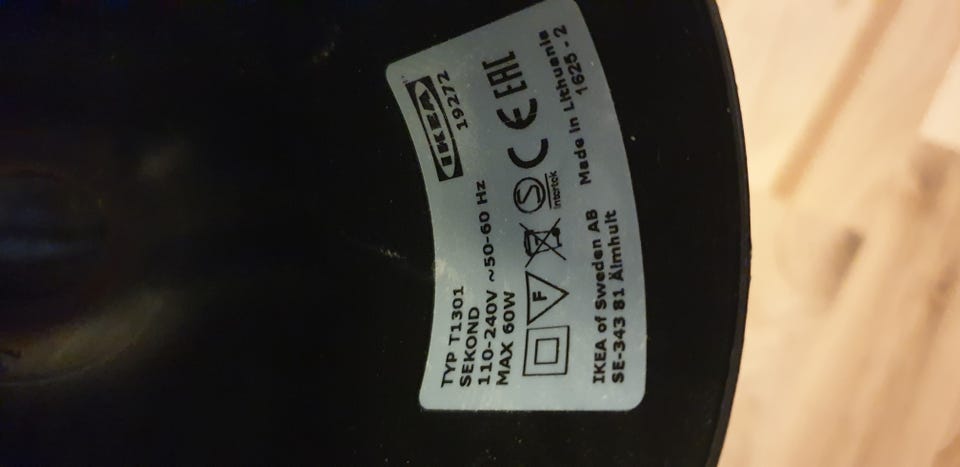 TYP T1301
SEKOND
110-240V ~50-60 Hz
MAX 60W
IKEA
19272
F
S
Intertek
CE EAC
IKEA of Sweden AB
SE-343 81 Älmhult
Made in Lithuania
1625 - 2